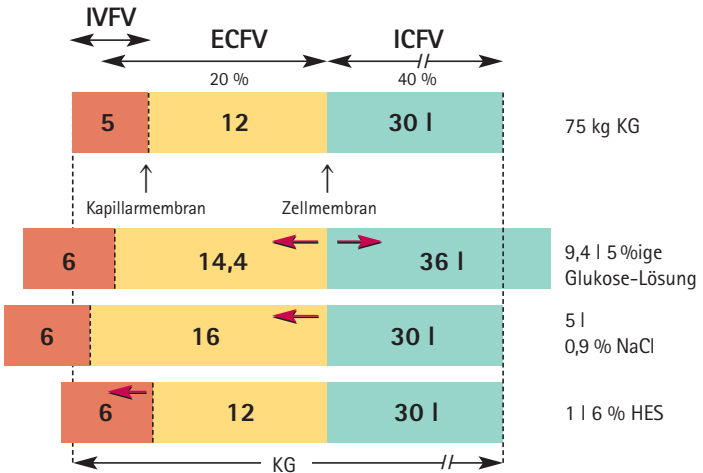 IVFV
ECFV ICFV
20 % 40 %
5 12 30 l 75 kg KG
Kapillarmembran Zellmembran
6 14,4 36 l 9,4 l 5 %ige
Glukose-Lösung
6 16 30 l 5 l
0,9 % NaCl
6 12 30 l 1 l 6 % HES
KG